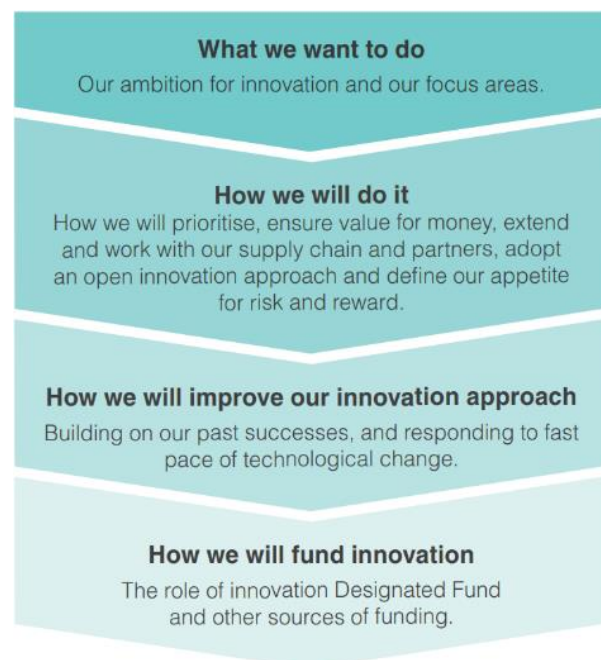 What we want to do
Our ambition for innovation and our focus areas.
How we will do it
How we will prioritise, ensure value for money, extend
and work with our supply chain and partners, adopt
an open innovation approach and define our appetite
for risk and reward.
How we will improve our innovation approach
Building on our past successes, and responding to fast
pace of technological change.
How we will fund innovation
The role of innovation Designated Fund
and other sources of funding.